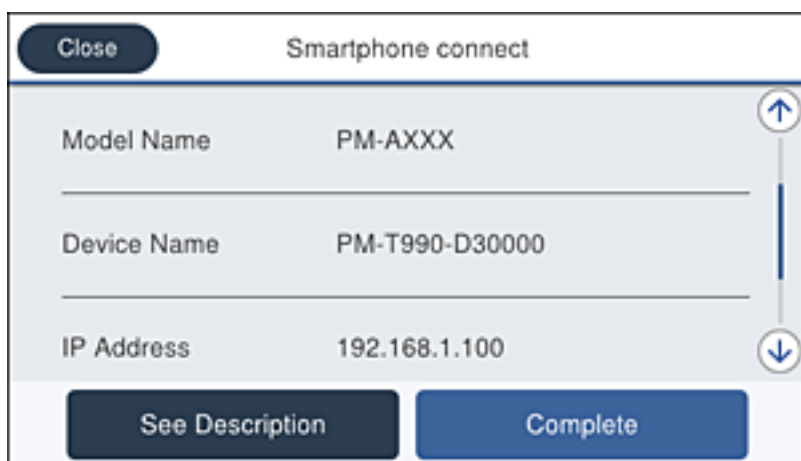 Close
Smartphone connect
Model Name PM-AXXX
Device Name PM-T990-D30000
IP Address 192.168.1.100
See Description
Complete